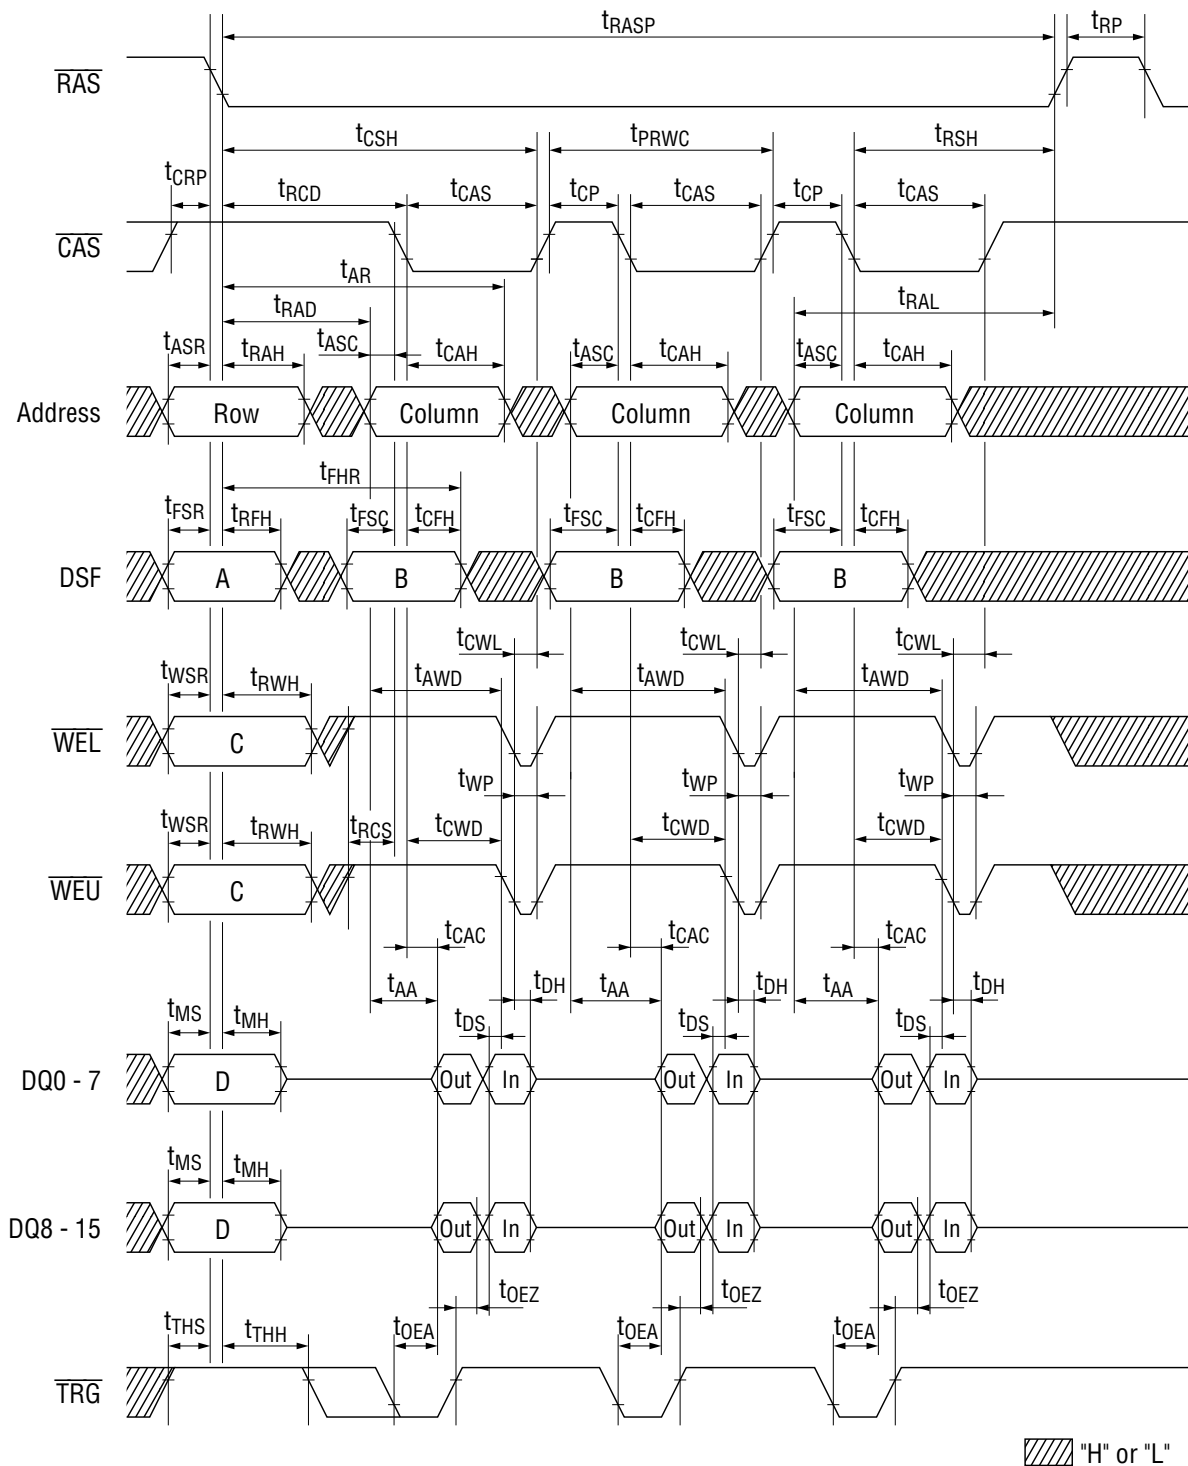 tRASP tRP
RAS
tCSH tPRWC tRSH
tCRP tRCD tCAS tCP tCAS tCP tCAS
CAS
tAR
tRAD tRAL
tASR tRAH tASC tCAH tASC tCAH tASC tCAH
Address Row Column Column Column
tFHR
tFSR tRFH tFSC tCFH tFSC tCFH tFSC tCFH
DSF A B B B
tCWL tCWL tCWL
tWSR tRWH tAWD tAWD tAWD
WEL C
tWP tWP tWP
tWSR tRWH tRCS tCWD tCWD tCWD
WEU C
tCAC tCAC tCAC
tAA tDH tAA tDH tAA tDH
tMS tMH tDS tDS tDS
DQ0 - 7 D Out In Out In Out In
tMS tMH
DQ8 - 15 D Out In Out In Out In
tOEZ tOEZ tOEZ
tTHS tTHH tOEA tOEA tOEA
TRG
"H" or "L"